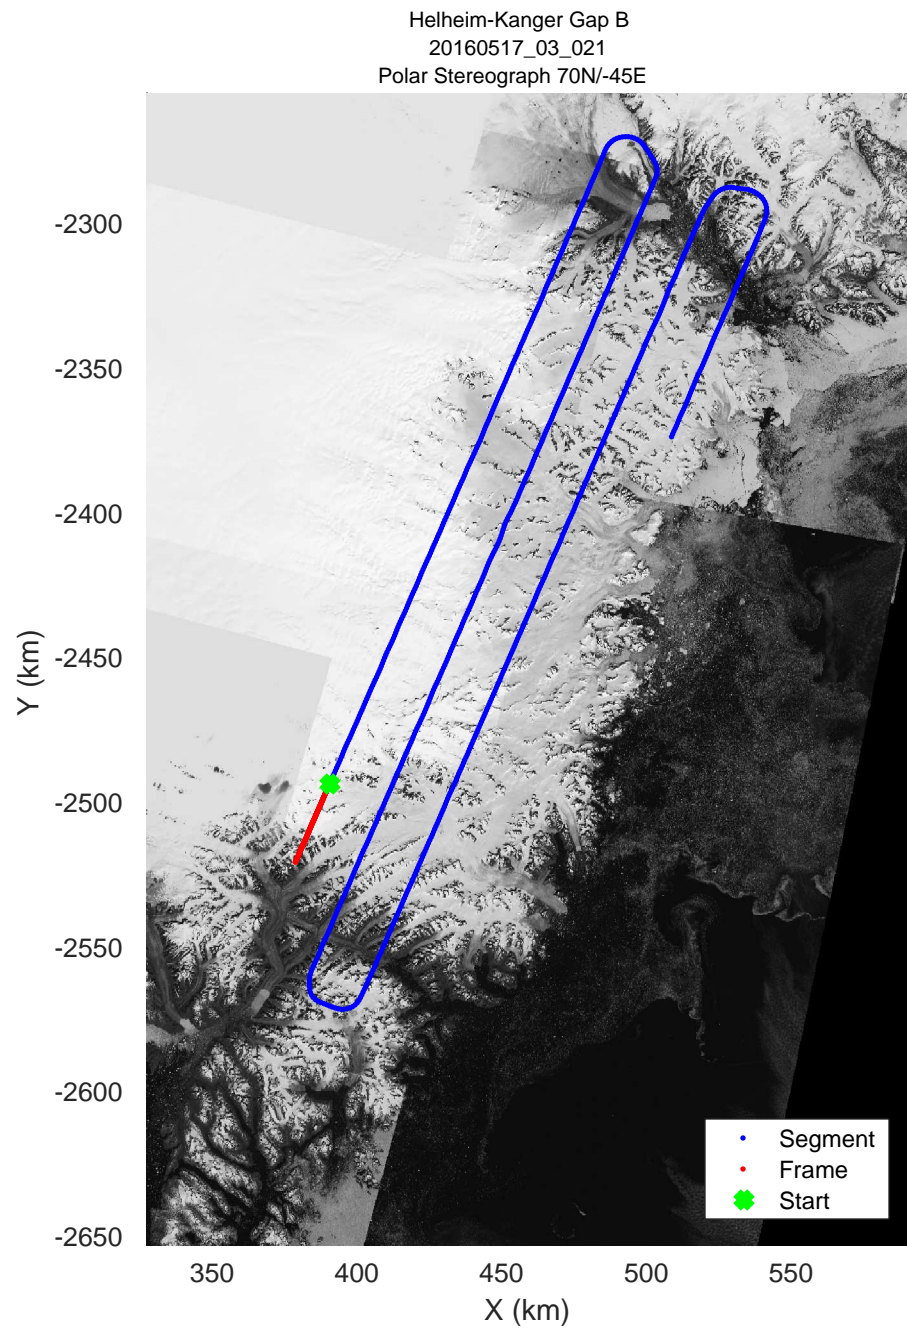 Helheim-Kanger Gap B
20160517_03_021
Polar Stereograph 70N/-45E
-2300
-2350
-2400
-2450
-2500
-2550
-2600
-2650
Y (km)
350
400
450
500
550
X (km)
Segment
Frame
Start